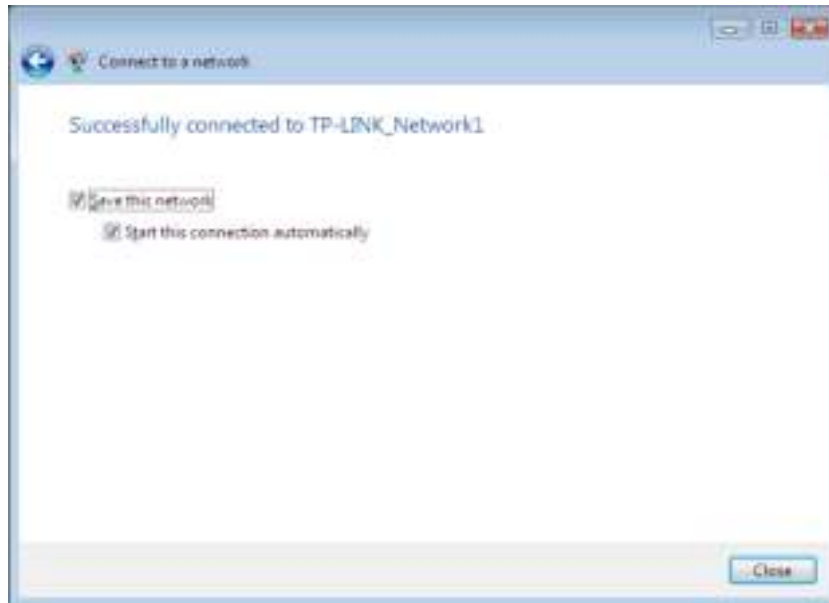 Connect to a network
Successfully connected to TP-LINK_Network1
Save this network
Start this connection automatically
Close